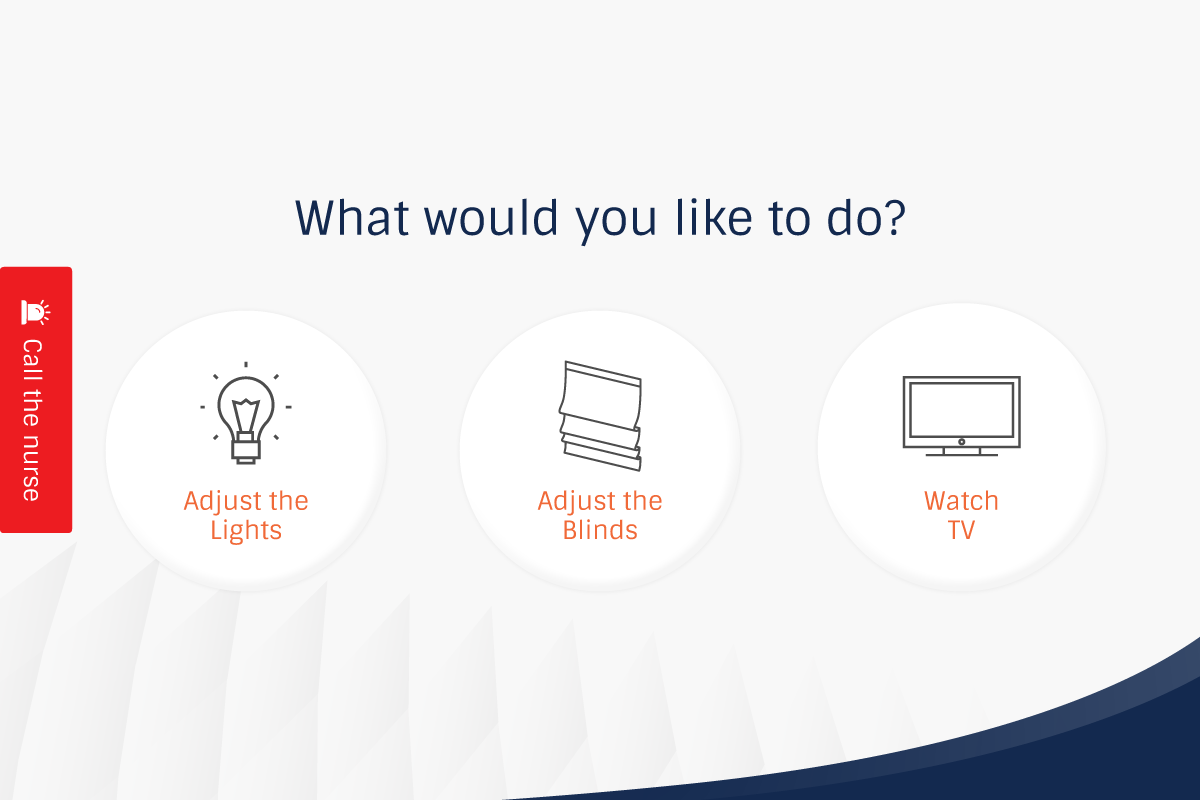 What would you like to do?
Call the nurse
Adjust the
Lights
Adjust the
Blinds
Watch
TV